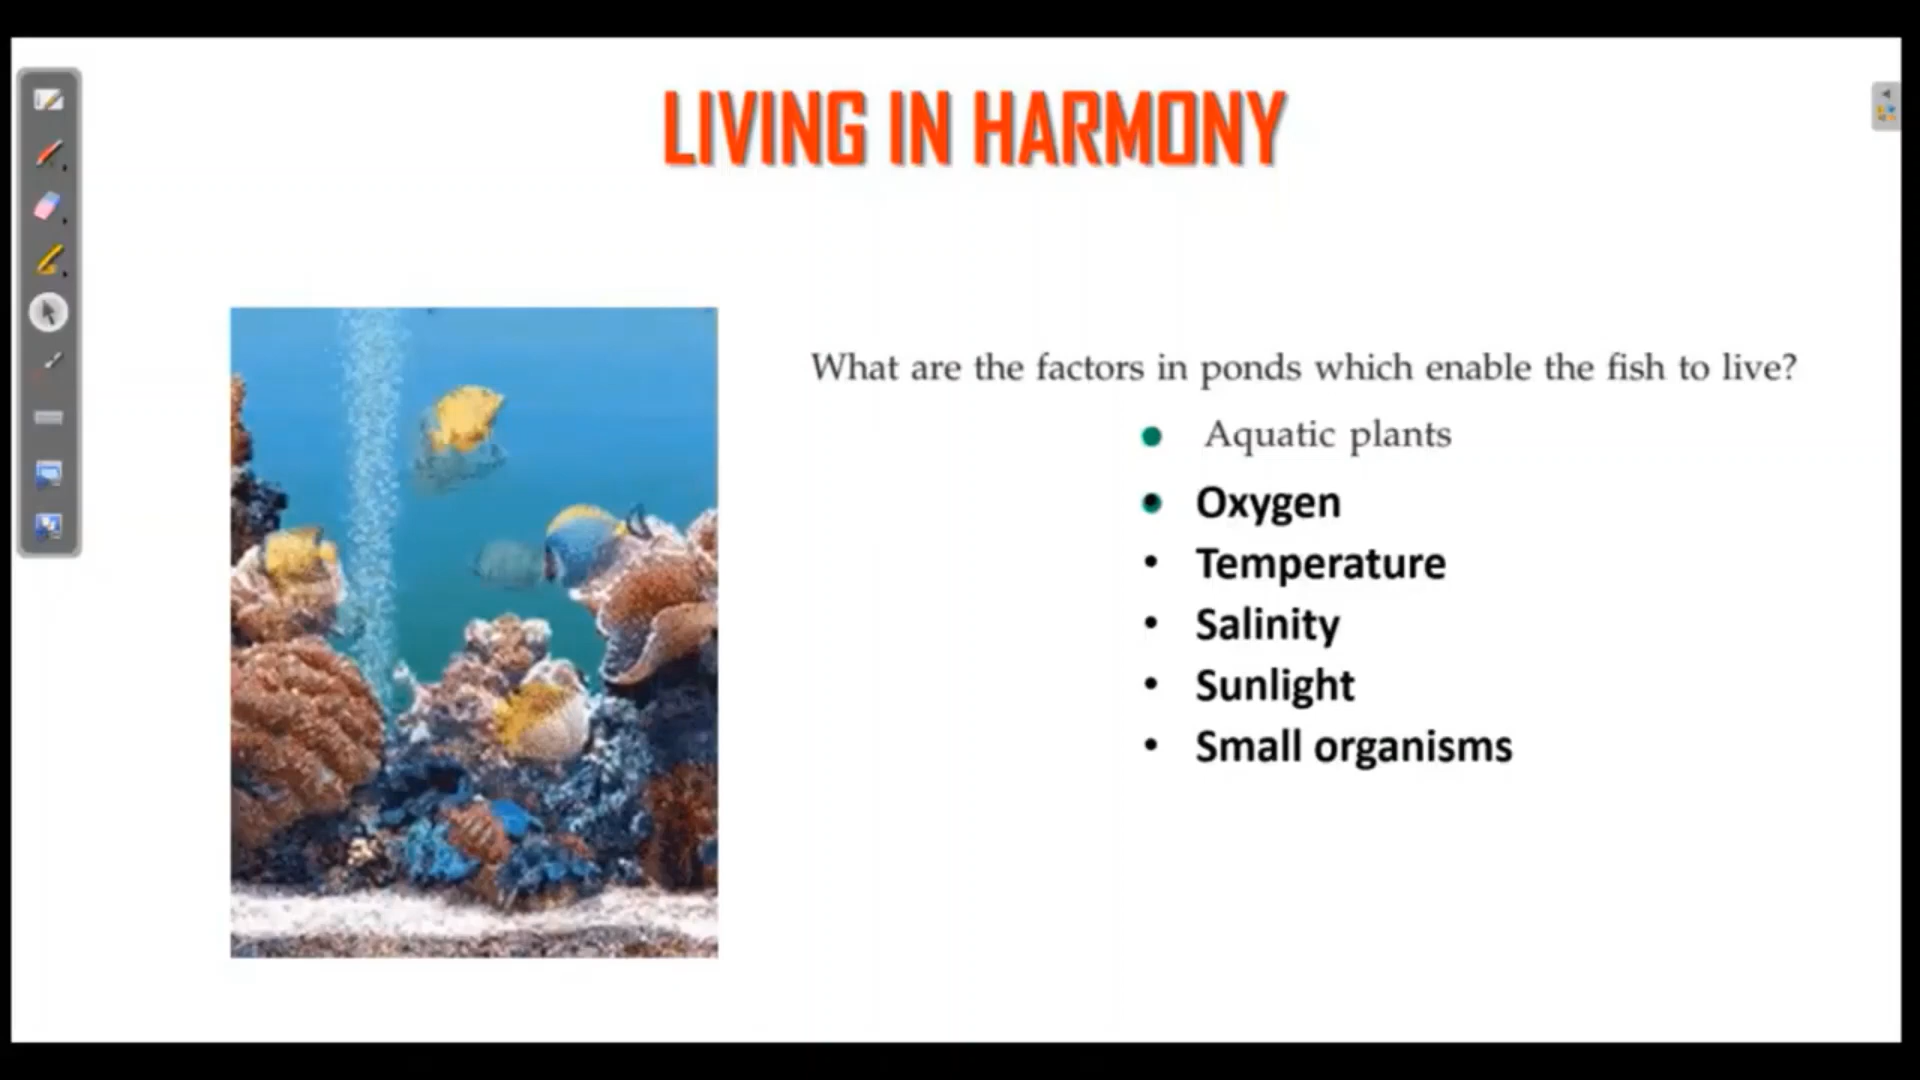 LIVING IN HARMONY
What are the factors in ponds which enable the fish to live?
● Aquatic plants
● Oxygen
• Temperature
• Salinity
• Sunlight
• Small organisms